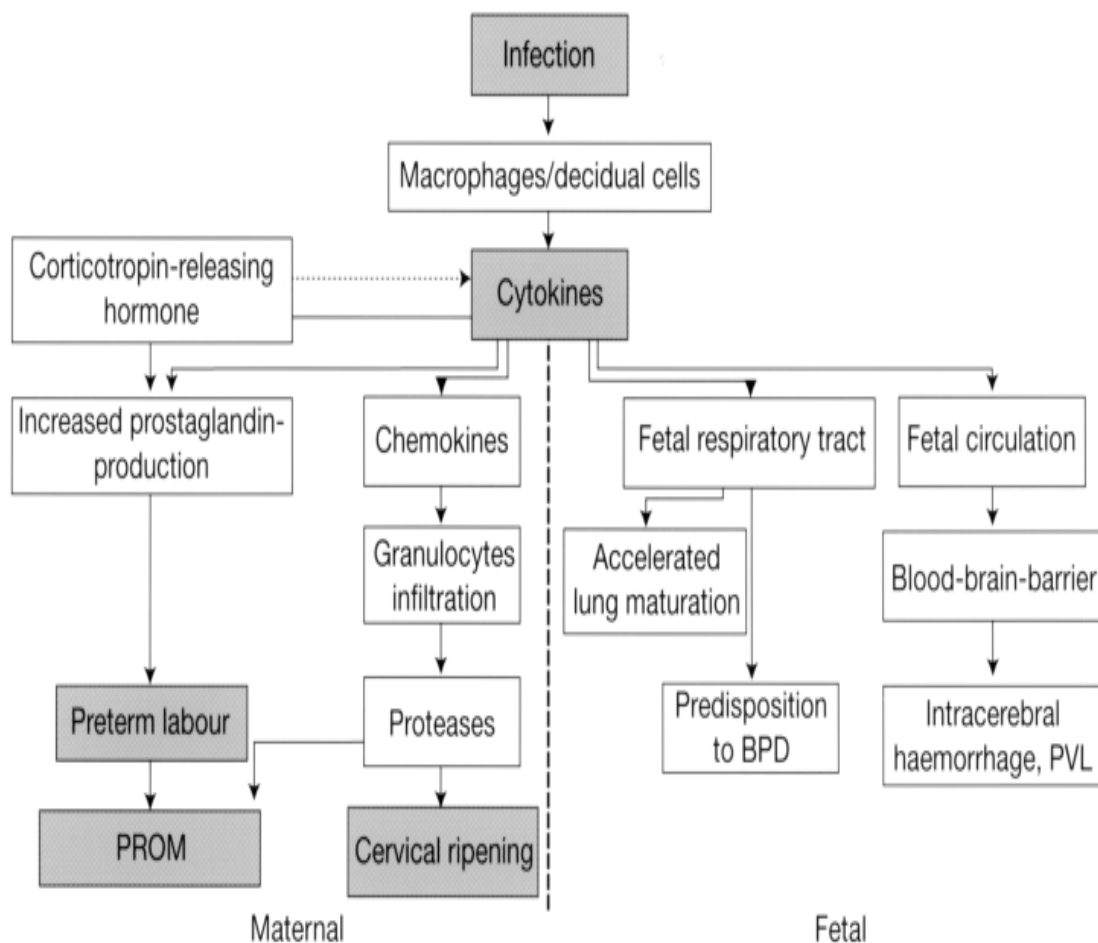 Infection
Macrophages/decidual cells
Corticotropin-releasing
hormone
Cytokines
Increased prostaglandin-
production
Chemokines
Fetal respiratory tract
Fetal circulation
Granulocytes
infiltration
Accelerated
lung maturation
Blood-brain-barrier
Preterm labour
Proteases
Predisposition
to BPD
Intracerebral
haemorrhage, PVL
PROM
Cervical ripening
Maternal
Fetal